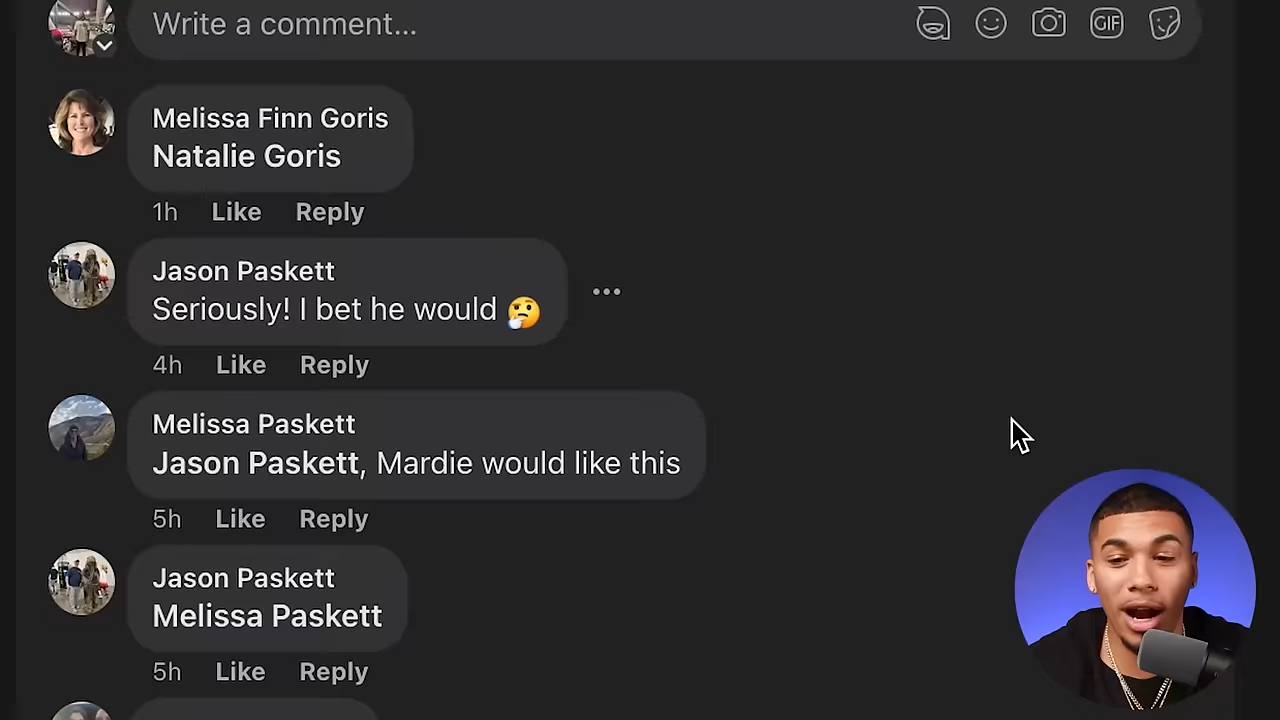 Write a comment...
GIF
Melissa Finn Goris
Natalie Goris
1h Like Reply
Jason Paskett
Seriously! I bet he would 🤔
4h Like Reply
Melissa Paskett
Jason Paskett, Mardie would like this
5h Like Reply
Jason Paskett
Melissa Paskett
5h Like Reply